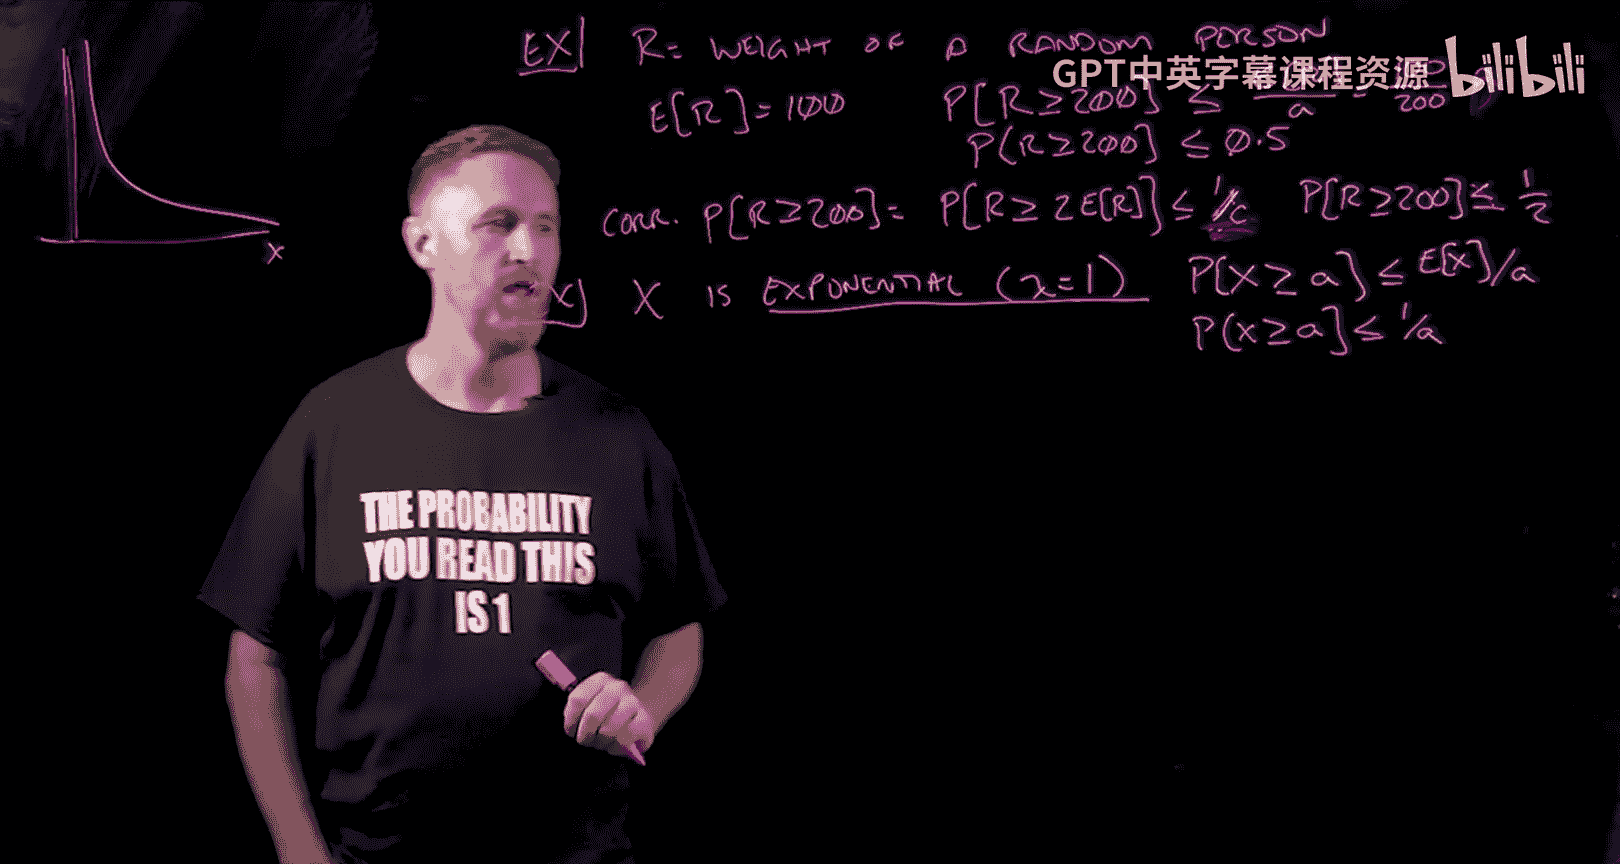 EX R = WEIGHT OF A RANDOM PERSON
GPT中英字幕课程资源 bilibili
E[R] = 100 P[R ≥ 200] ≤ /a = /200
P(R ≥ 200] ≤ 0.5
CORR. P[R ≥ 200] = P[R ≥ 2 E[R]] ≤ 1/c P[R ≥ 200] ≤ 1/2
X] X IS EXPONENTIAL (λ=1) P[X ≥ a] ≤ E[X]/a
P(X ≥ a] ≤ 1/a
X
THE PROBABILITY
YOU READ THIS
IS 1